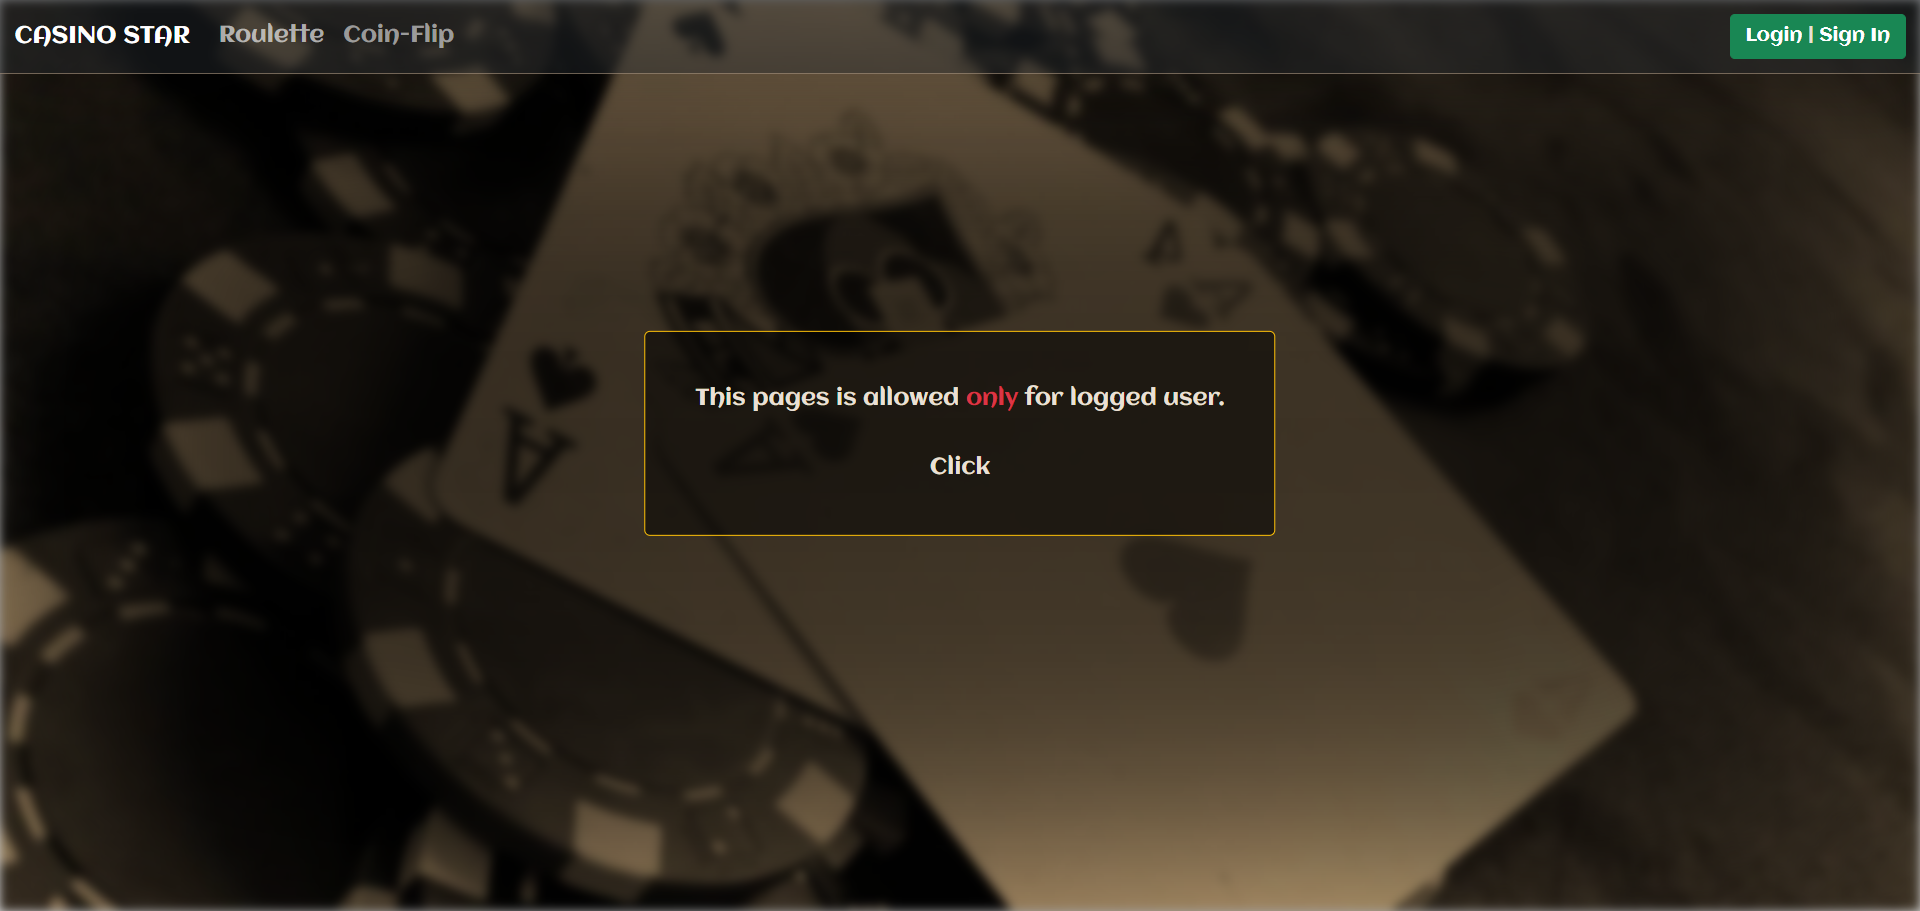 CASINO STAR Roulette Coin-Flip Login | Sign In
This pages is allowed only for logged user.
Click
A
A
A